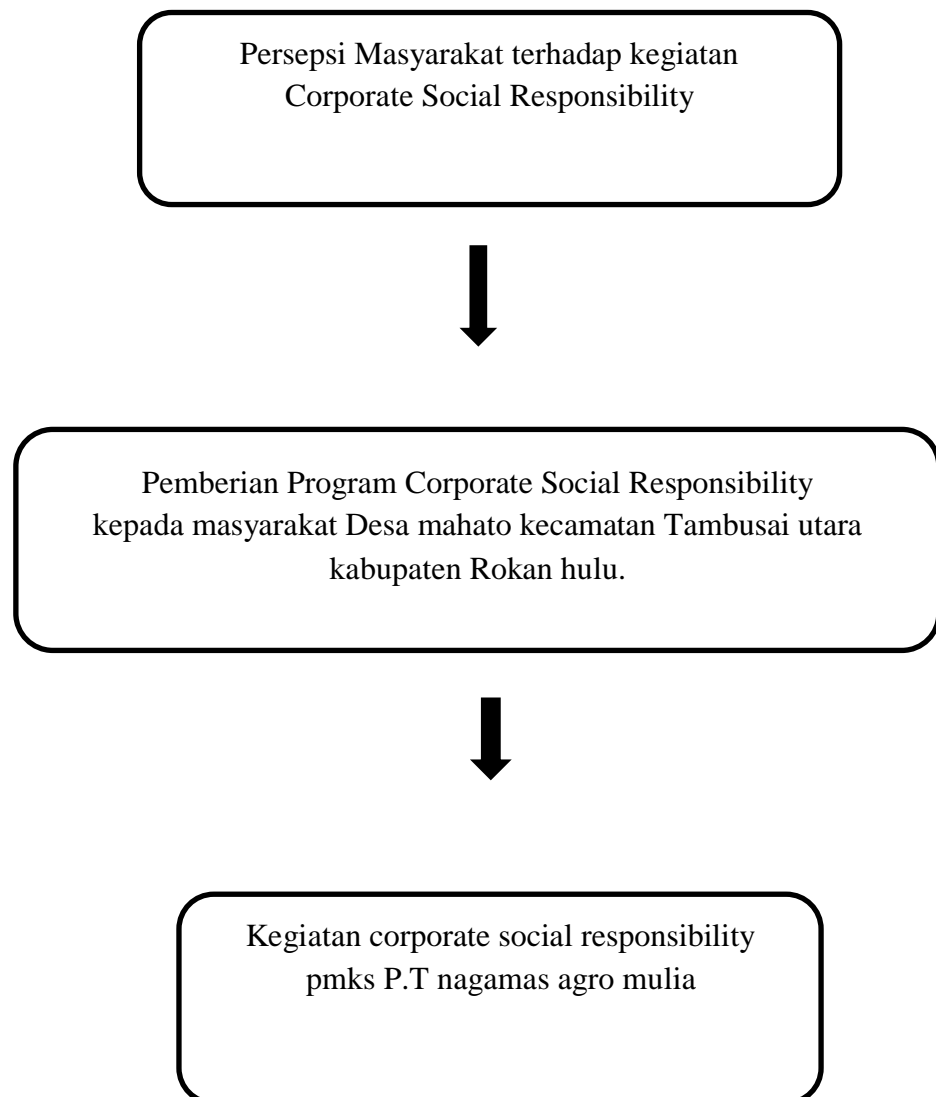 Persepsi Masyarakat terhadap kegiatan
Corporate Social Responsibility
Pemberian Program Corporate Social Responsibility
kepada masyarakat Desa mahato kecamatan Tambusai utara
kabupaten Rokan hulu.
Kegiatan corporate social responsibility
pmks P.T nagamas agro mulia